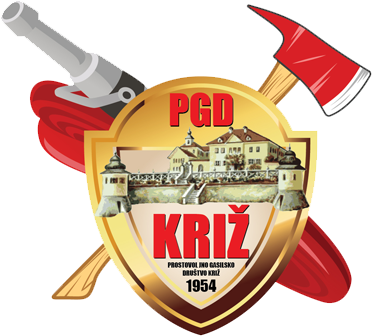 PGD
KRIŽ
PROSTOVOLJNO GASILSKO
DRUŠTVO KRIŽ
1954